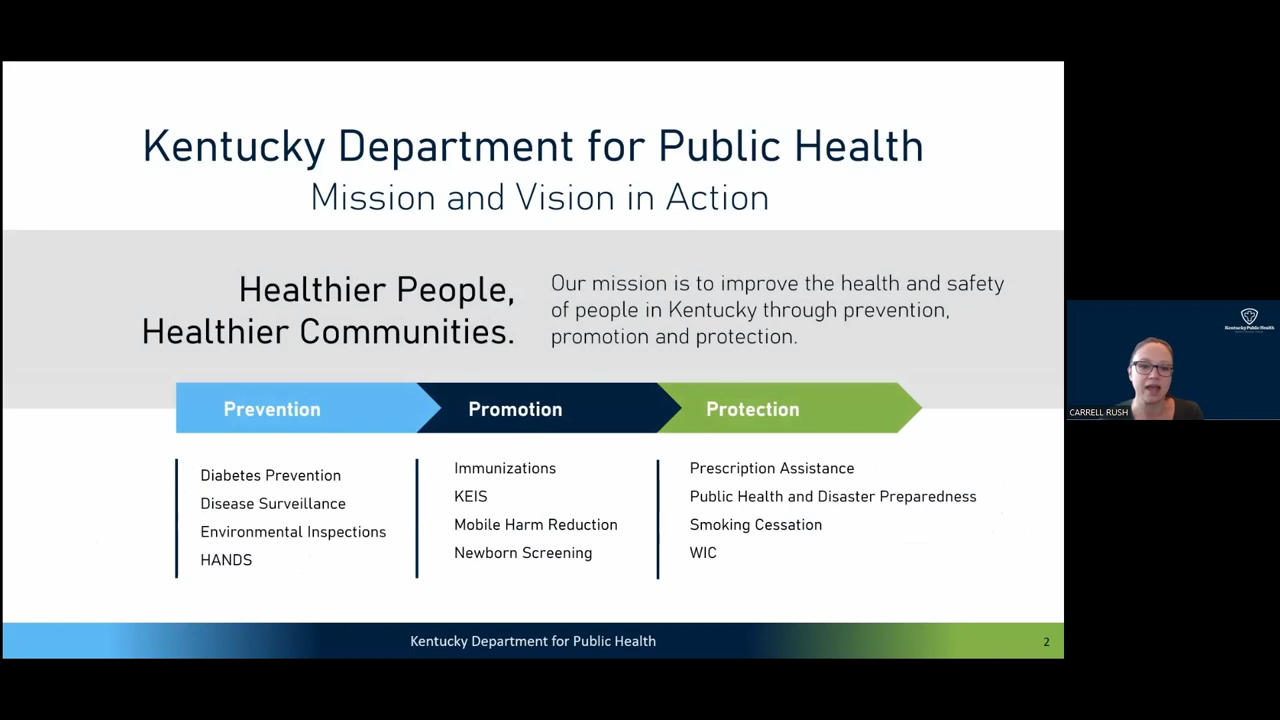 Kentucky Department for Public Health
Mission and Vision in Action
Healthier People,
Healthier Communities.
Our mission is to improve the health and safety
of people in Kentucky through prevention,
promotion and protection.
Prevention
Promotion
Protection
Diabetes Prevention
Disease Surveillance
Environmental Inspections
HANDS
Immunizations
KEIS
Mobile Harm Reduction
Newborn Screening
Prescription Assistance
Public Health and Disaster Preparedness
Smoking Cessation
WIC
Kentucky Department for Public Health
2
Kentucky Public Health
CARRELL RUSH